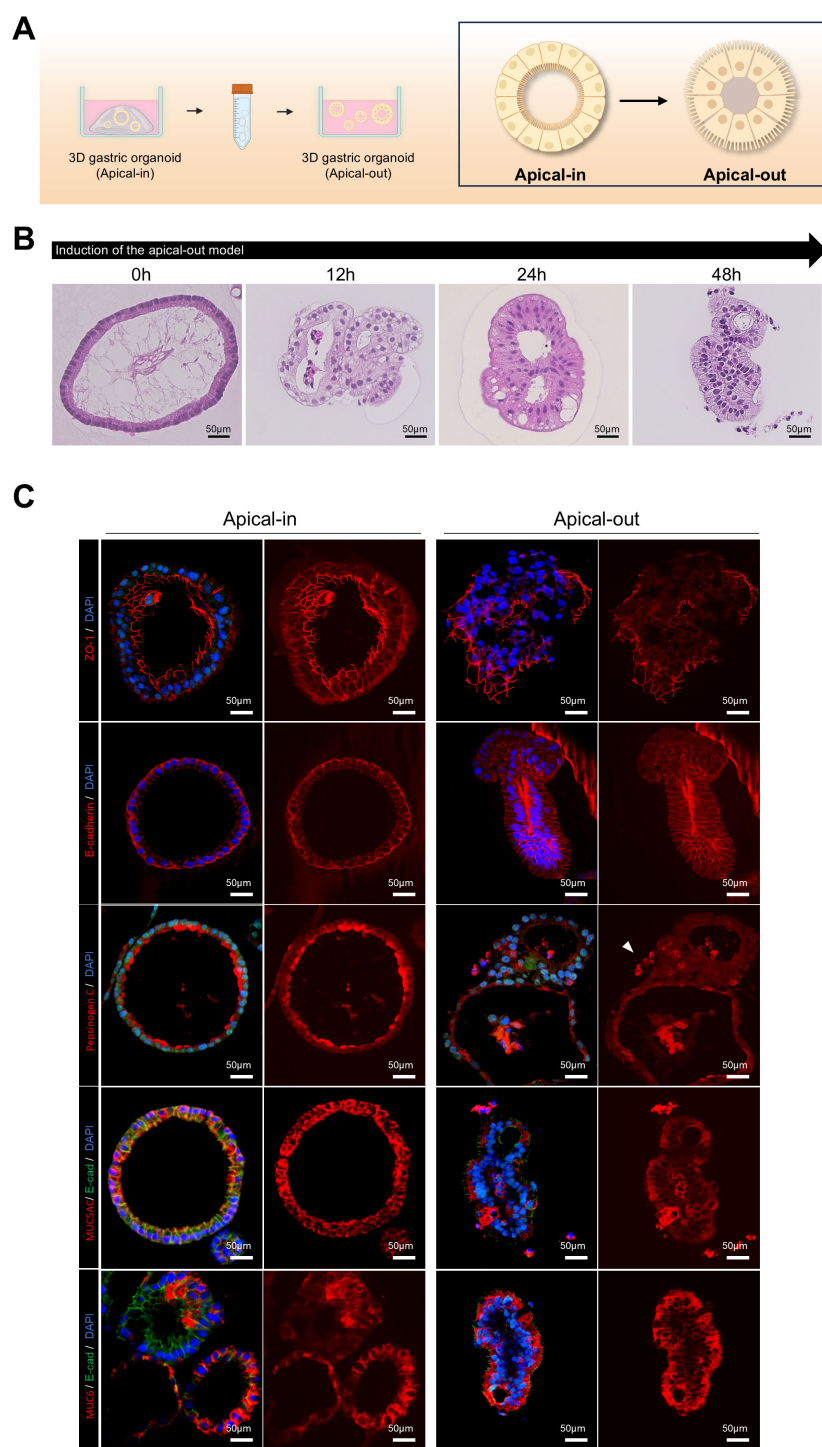 A
3D gastric organoid
(Apical-in)
3D gastric organoid
(Apical-out)
Apical-in
Apical-out
B
Induction of the apical-out model
0h
12h
24h
48h
50µm
50µm
50µm
50µm
C
Apical-in
Apical-out
ZO-1 / DAPI
50µm
50µm
50µm
50µm
E-cadherin / DAPI
50µm
50µm
50µm
50µm
Pepsinogen C / DAPI
50µm
50µm
50µm
50µm
MUC5AC/ E-cad / DAPI
50µm
50µm
50µm
50µm
MUC6 / E-cad / DAPI
50µm
50µm
50µm
50µm